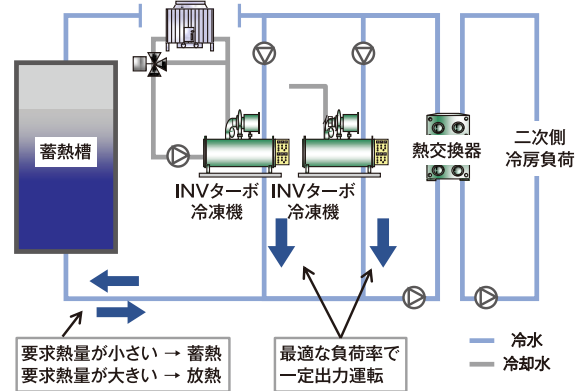 蓄熱槽
INVターボ
冷凍機
INVターボ
冷凍機
熱交換器
二次側
冷房負荷
要求熱量が小さい → 蓄熱
要求熱量が大きい → 放熱
最適な負荷率で
一定出力運転
冷水
冷却水